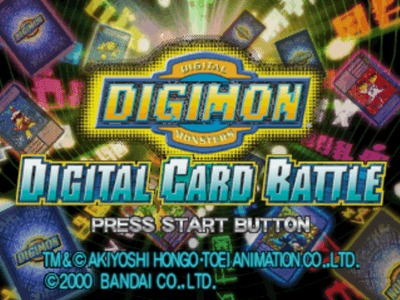 DIGITAL
DIGIMON
MONSTERS
DIGITAL CARD BATTLE
PRESS START BUTTON
TM & © AKIYOSHI HONGO·TOEI ANIMATION CO.,LTD.
© 2000 BANDAI CO.,LTD.